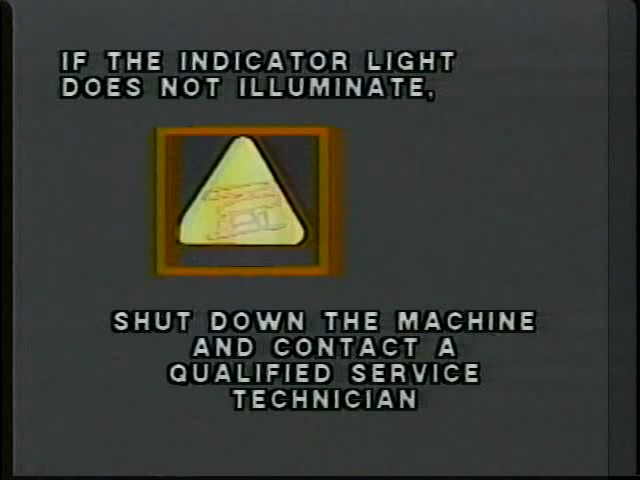 IF THE INDICATOR LIGHT
DOES NOT ILLUMINATE,
SHUT DOWN THE MACHINE
AND CONTACT A
QUALIFIED SERVICE
TECHNICIAN